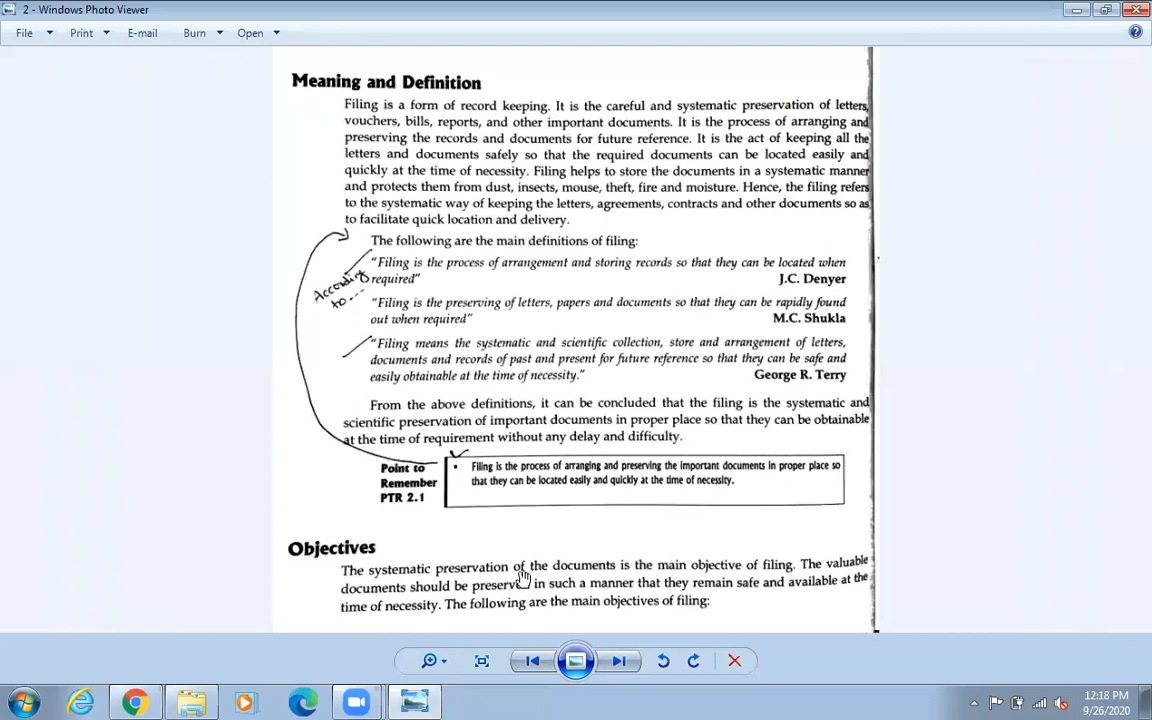 2 - Windows Photo Viewer
File Print E-mail Burn Open
Meaning and Definition
Filing is a form of record keeping. It is the careful and systematic preservation of letters,
vouchers, bills, reports, and other important documents. It is the process of arranging and
preserving the records and documents for future reference. It is the act of keeping all the
letters and documents safely so that the required documents can be located easily and
quickly at the time of necessity. Filing helps to store the documents in a systematic manner
and protects them from dust, insects, mouse, theft, fire and moisture. Hence, the filing refers
to the systematic way of keeping the letters, agreements, contracts and other documents so as
to facilitate quick location and delivery.
The following are the main definitions of filing:
"Filing is the process of arrangement and storing records so that they can be located when
required"
J.C. Denyer
According
to ----
"Filing is the preserving of letters, papers and documents so that they can be rapidly found
out when required"
M.C. Shukla
"Filing means the systematic and scientific collection, store and arrangement of letters,
documents and records of past and present for future reference so that they can be safe and
easily obtainable at the time of necessity."
George R. Terry
From the above definitions, it can be concluded that the filing is the systematic and
scientific preservation of important documents in proper place so that they can be obtainable
at the time of requirement without any delay and difficulty.
Point to
Remember
PTR 2.1
• Filing is the process of arranging and preserving the important documents in proper place so
that they can be located easily and quickly at the time of necessity.
Objectives
The systematic preservation of the documents is the main objective of filing. The valuable
documents should be preserved in such a manner that they remain safe and available at the
time of necessity. The following are the main objectives of filing:
12:18 PM
9/26/2020